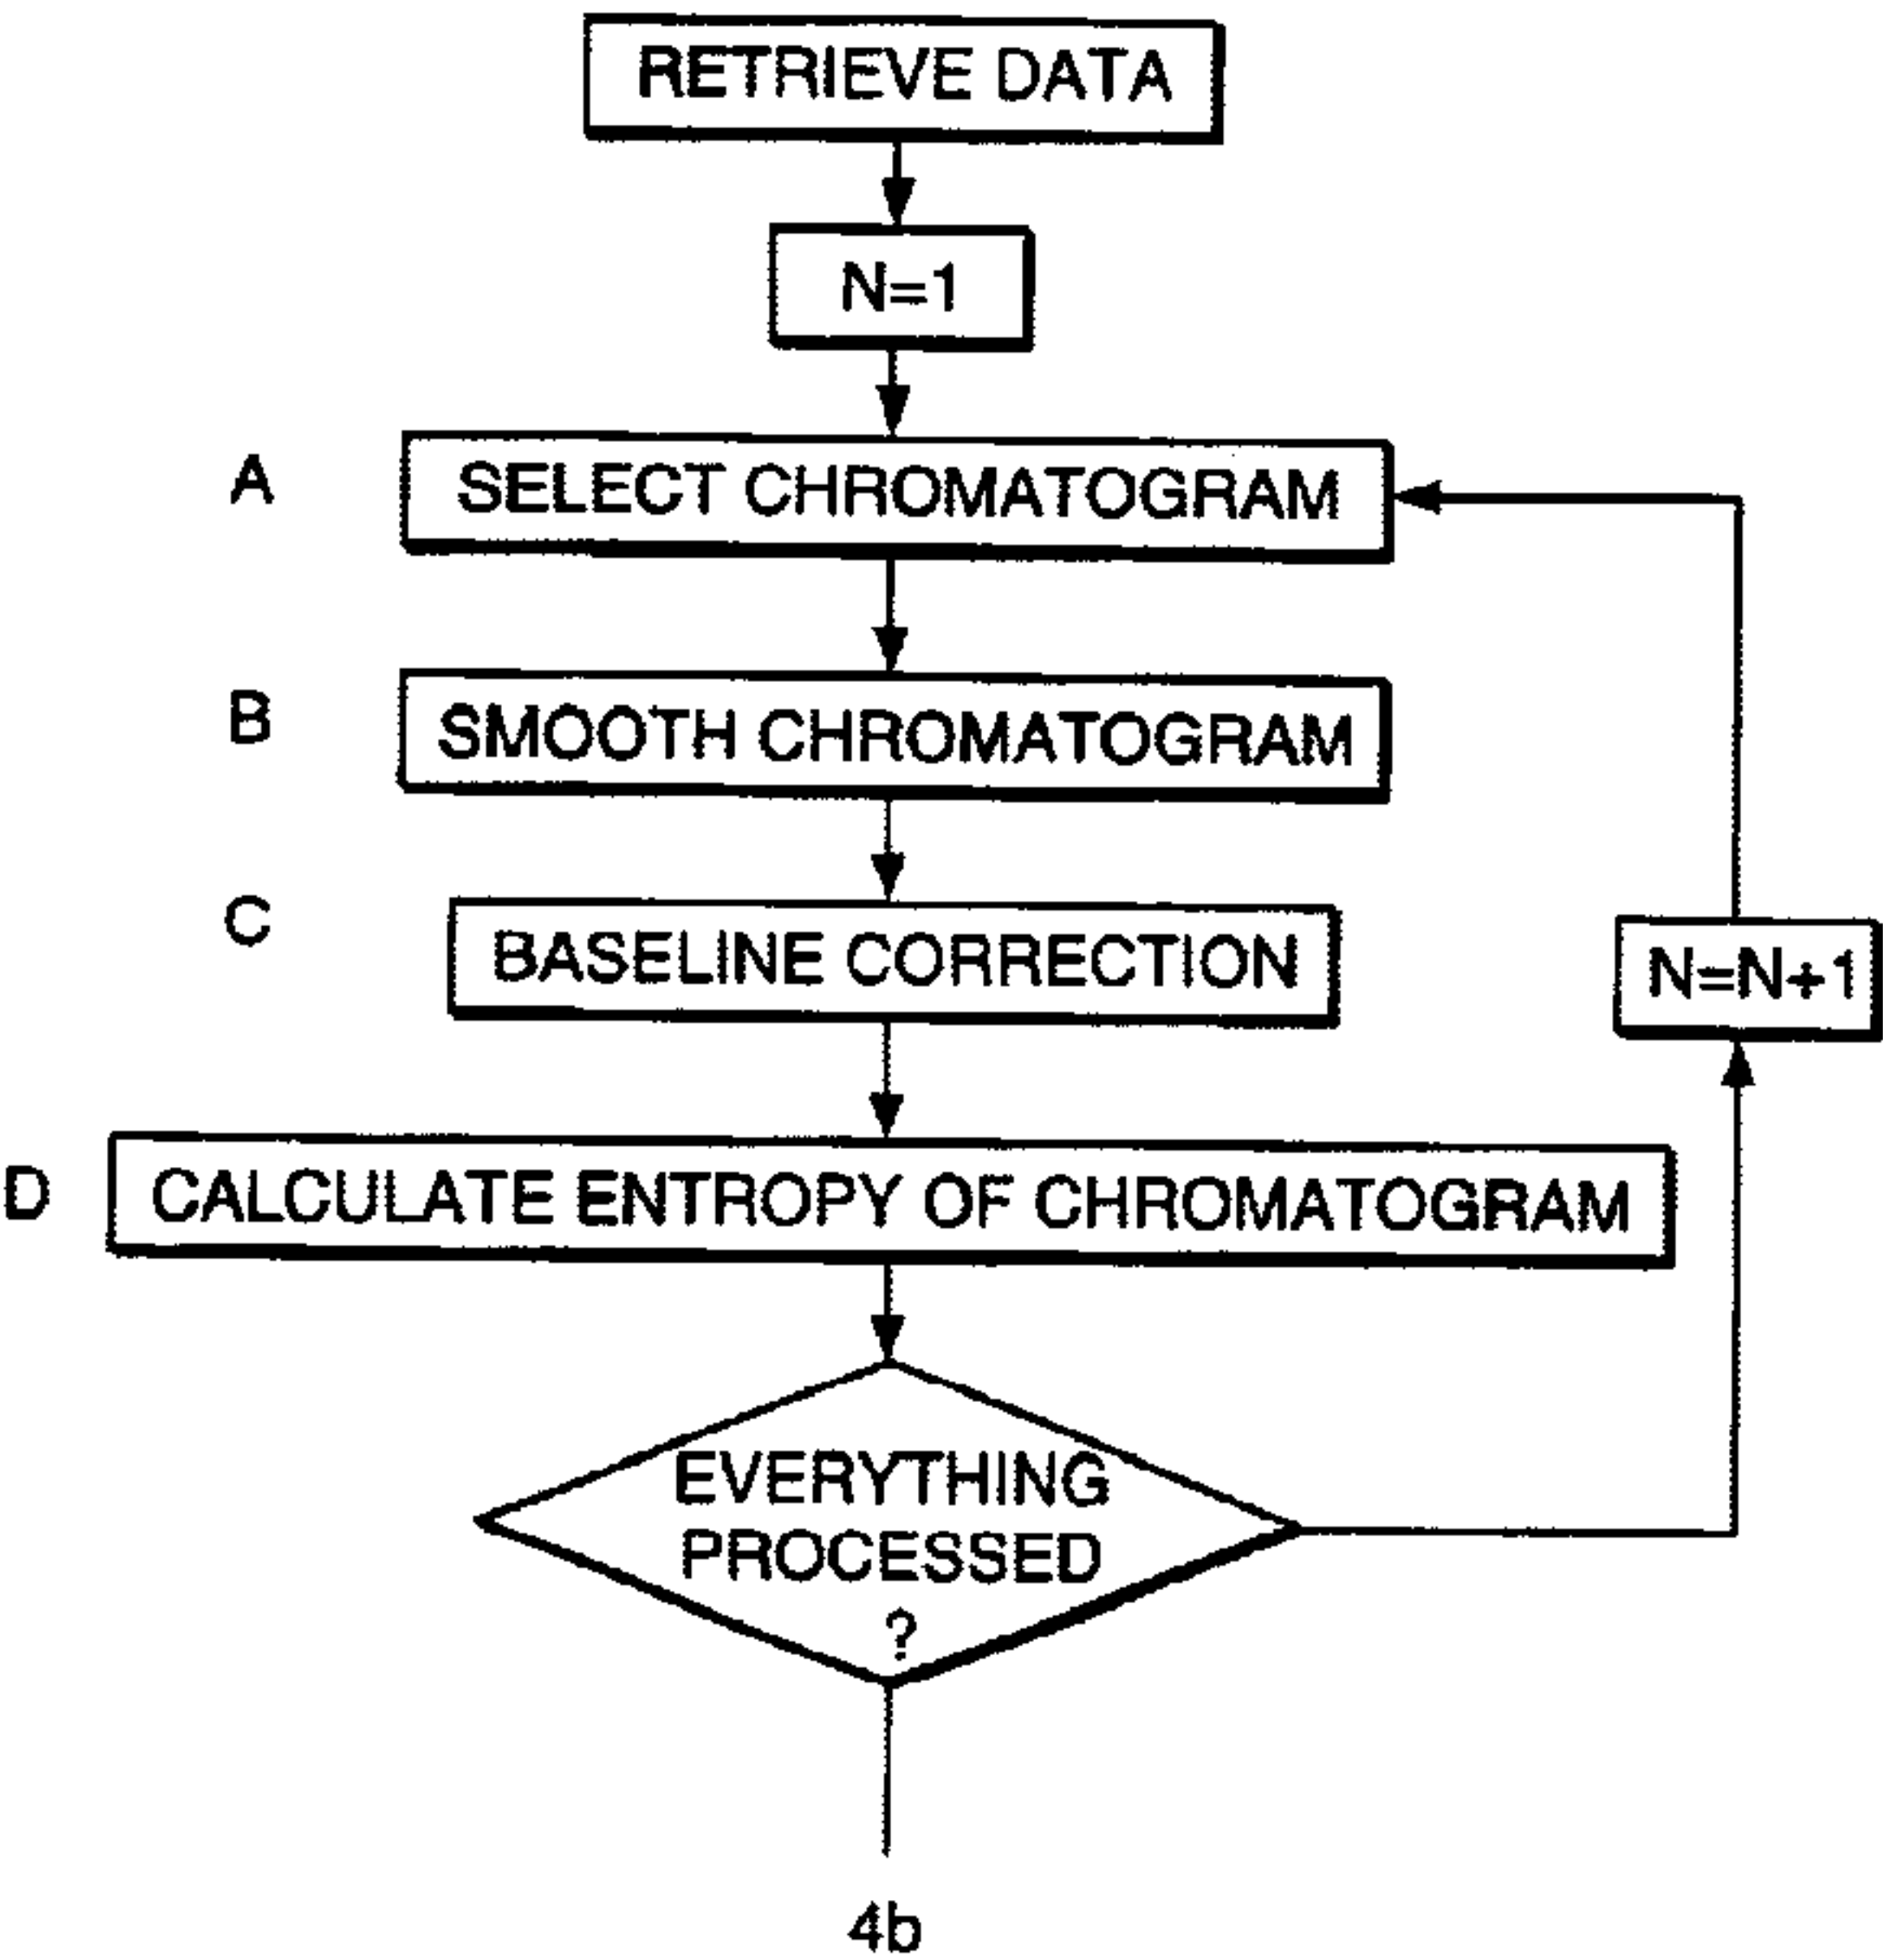 RETRIEVE DATA
N=1
A
SELECT CHROMATOGRAM
B
SMOOTH CHROMATOGRAM
C
BASELINE CORRECTION
N=N+1
D
CALCULATE ENTROPY OF CHROMATOGRAM
EVERYTHING
PROCESSED
?
4b